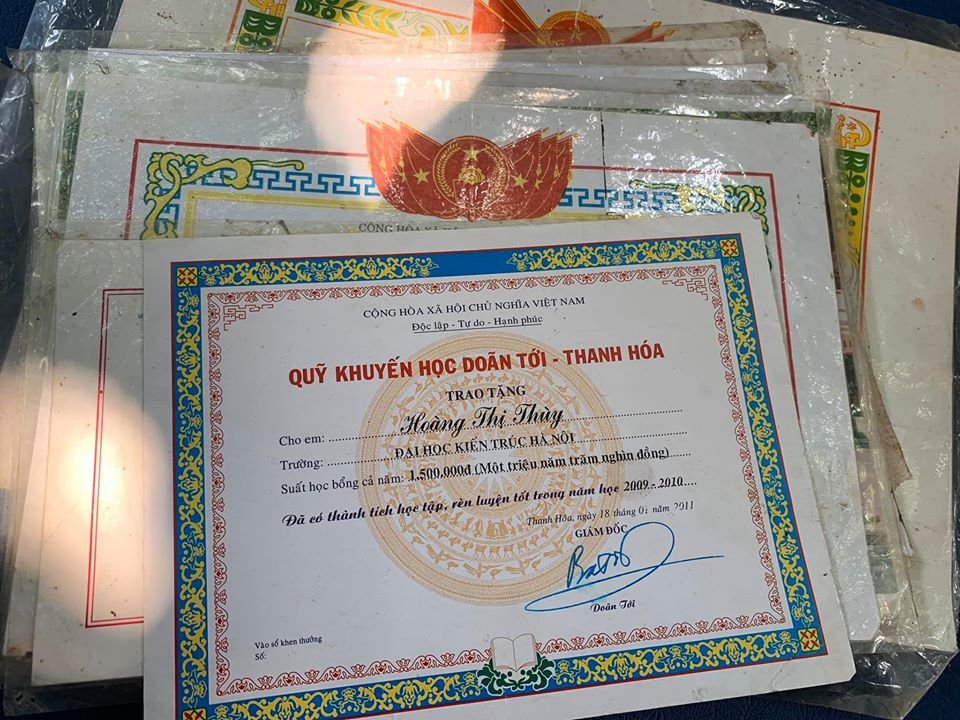 CỘNG HÒA XÃ
CỘNG HÒA XÃ HỘI CHỦ NGHĨA VIỆT NAM
Độc lập - Tự do - Hạnh phúc
QUỸ KHUYẾN HỌC DOÃN TỚI - THANH HÓA
TRAO TẶNG
Cho em: Hoàng Thị Thùy
Trường: ĐẠI HỌC KIẾN TRÚC HÀ NỘI
Suất học bổng cả năm: 1.500.000đ (Một triệu năm trăm nghìn đồng)
Đã có thành tích học tập, rèn luyện tốt trong năm học 2009 - 2010
Thanh Hóa, ngày 18 tháng 01 năm 2011
GIÁM ĐỐC
Doãn Tới
Vào sổ khen thưởng
Số: